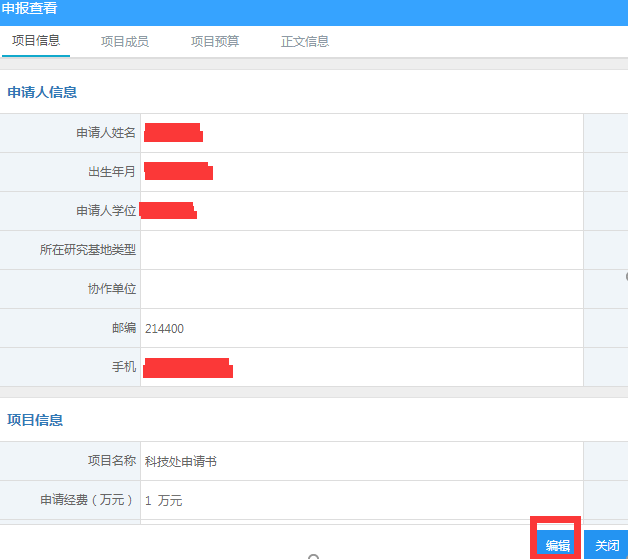 申报查看
项目信息 项目成员 项目预算 正文信息
申请人信息
申请人姓名
出生年月
申请人学位
所在研究基地类型
协作单位
邮编 214400
手机
项目信息
项目名称 科技处申请书
申请经费（万元） 1 万元
编辑 关闭